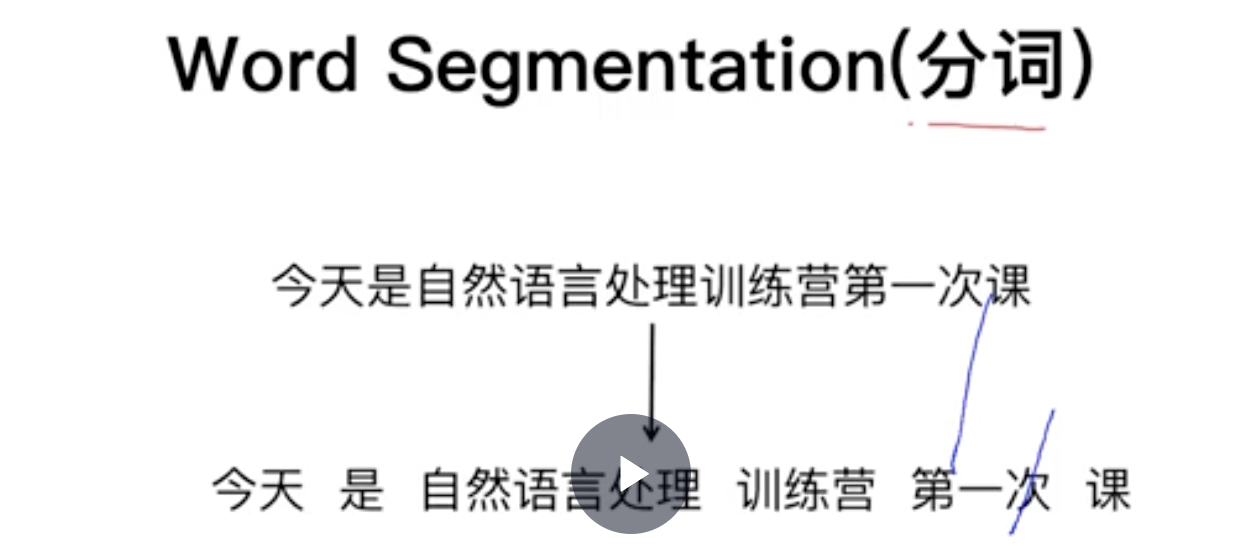 Word Segmentation(分词)
今天是自然语言处理训练营第一次课
今天 是 自然语言处理 训练营 第一次 课